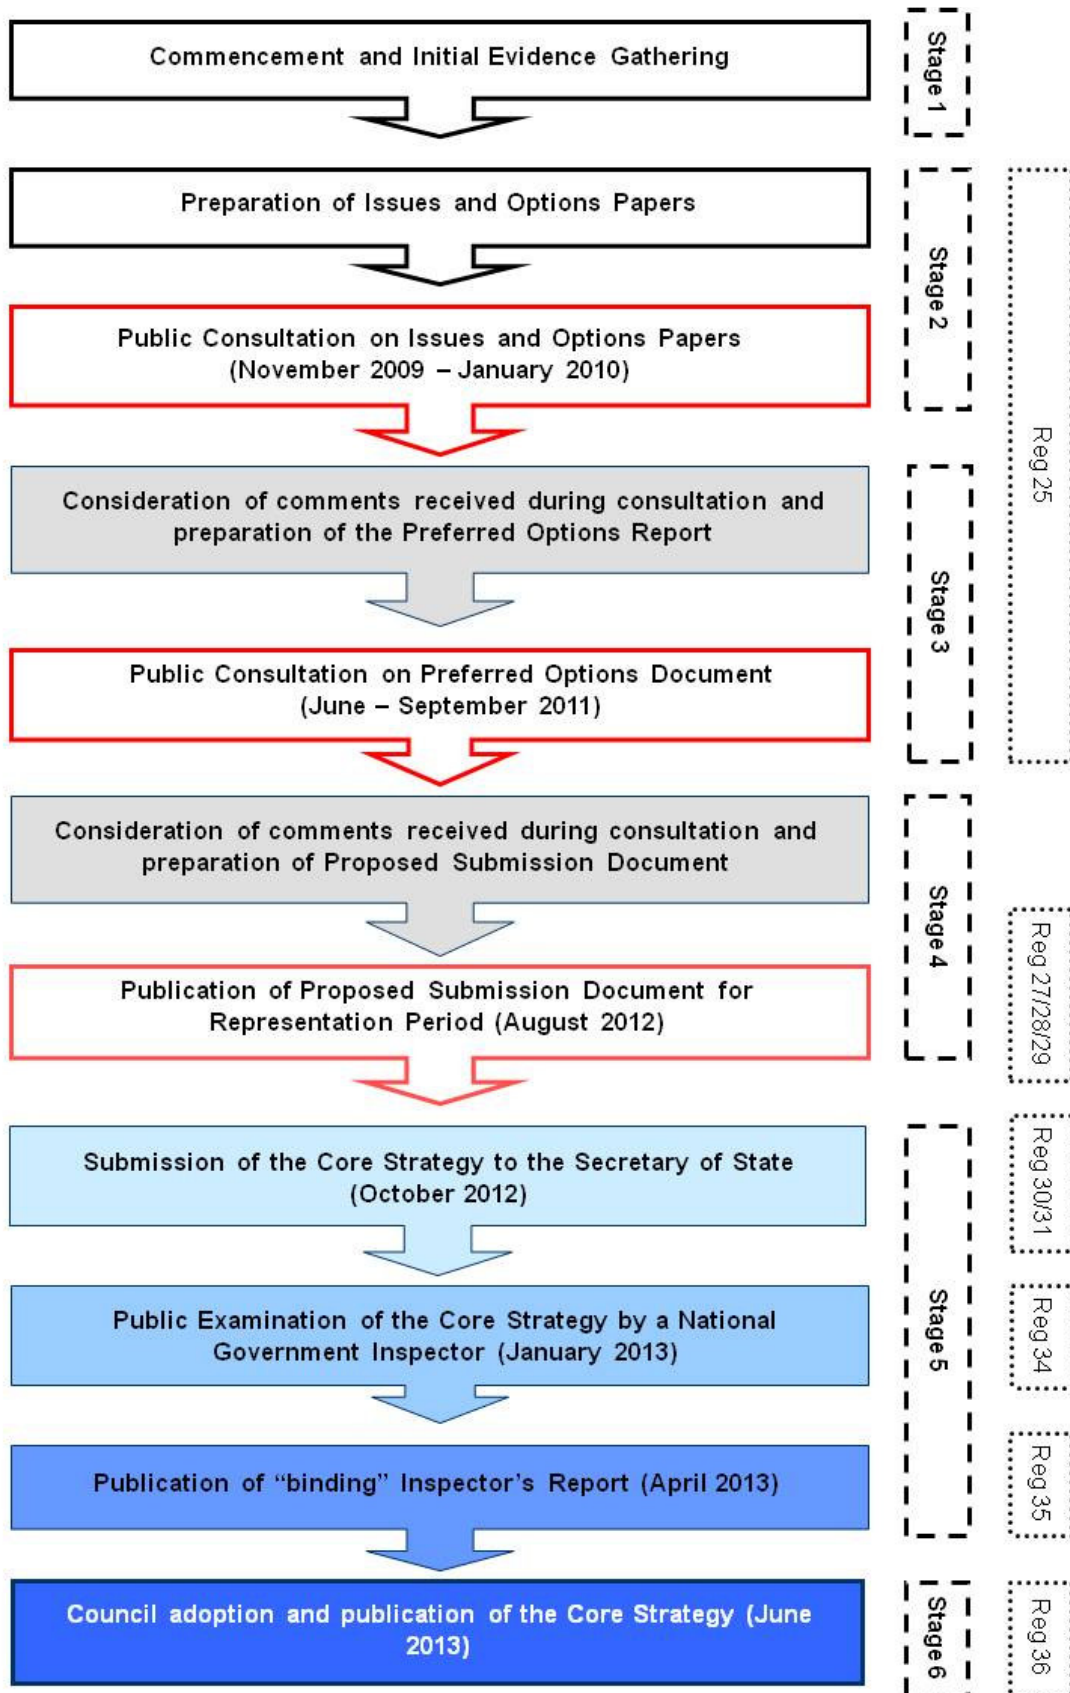 Commencement and Initial Evidence Gathering
Stage 1
Preparation of Issues and Options Papers
Stage 2
Public Consultation on Issues and Options Papers
(November 2009 – January 2010)
Reg 25
Consideration of comments received during consultation and
preparation of the Preferred Options Report
Stage 3
Public Consultation on Preferred Options Document
(June – September 2011)
Consideration of comments received during consultation and
preparation of Proposed Submission Document
Stage 4
Reg 27/28/29
Publication of Proposed Submission Document for
Representation Period (August 2012)
Submission of the Core Strategy to the Secretary of State
(October 2012)
Reg 30/31
Stage 5
Public Examination of the Core Strategy by a National
Government Inspector (January 2013)
Reg 34
Publication of “binding” Inspector’s Report (April 2013)
Reg 35
Council adoption and publication of the Core Strategy (June
2013)
Stage 6
Reg 36